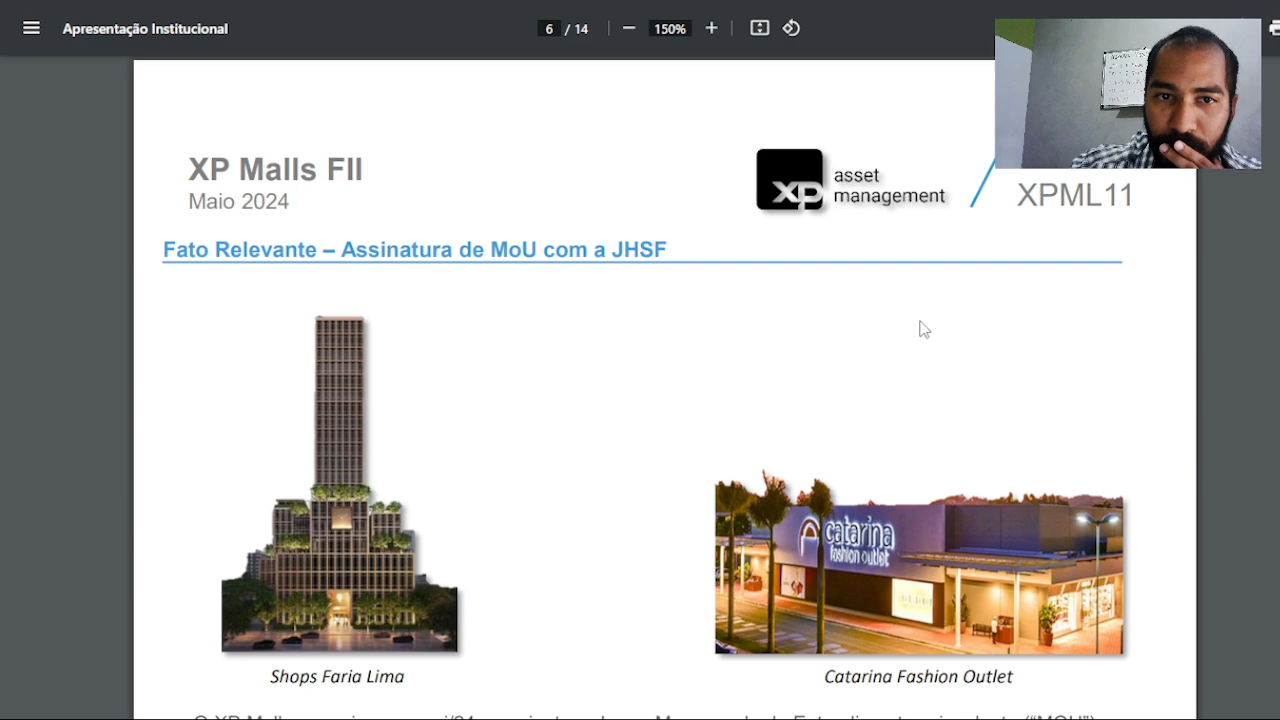 Apresentação Institucional
6 / 14
150%
XP Malls FII
Maio 2024
xp asset
management
XPML11
Fato Relevante – Assinatura de MoU com a JHSF
catarina
fashion outlet
Shops Faria Lima
Catarina Fashion Outlet